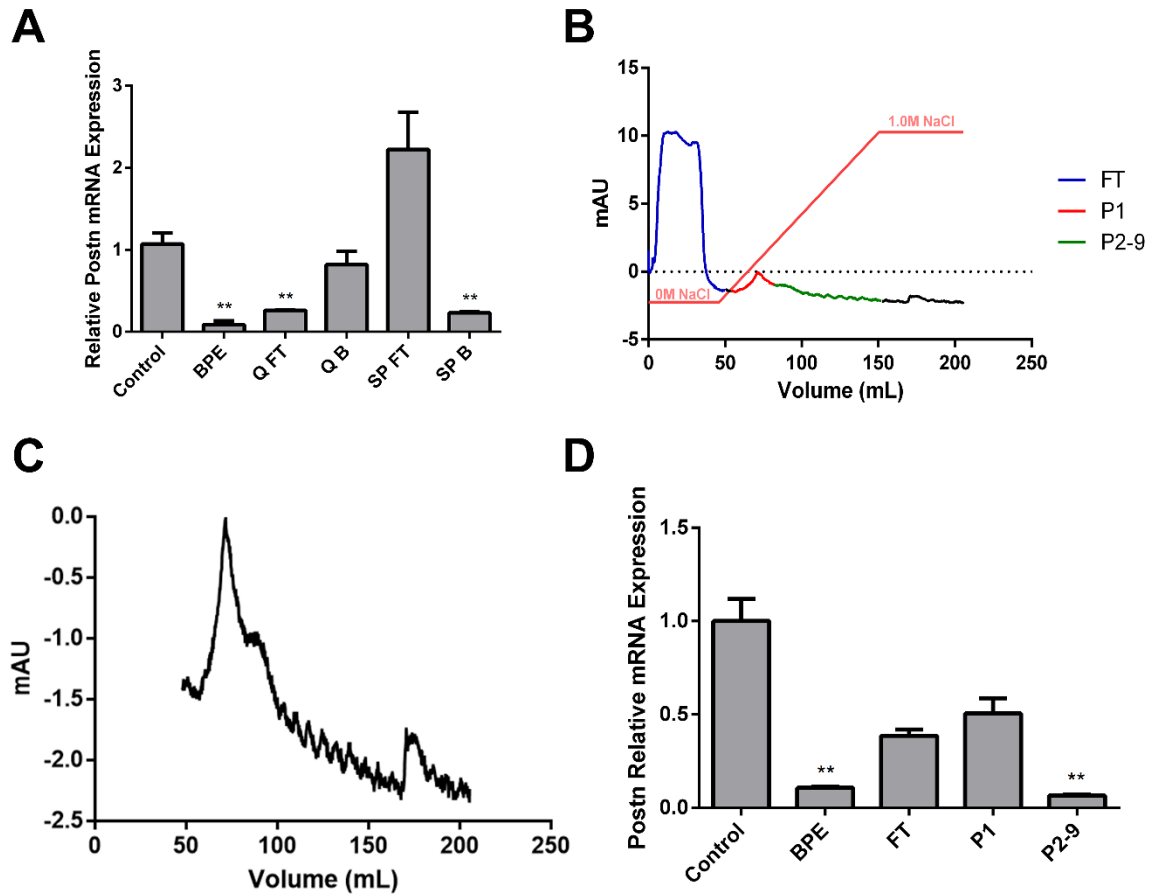 A
Relative Postn mRNA Expression
3
2
1
0
**
**
**
Control
BPE
Q FT
Q B
SP FT
SP B
B
mAU
15
10
5
0
-5
1.0M NaCl
0M NaCl
0
50
100
150
200
250
Volume (mL)
FT
P1
P2-9
C
mAU
0.0
-0.5
-1.0
-1.5
-2.0
-2.5
0
50
100
150
200
250
Volume (mL)
D
Postn Relative mRNA Expression
1.5
1.0
0.5
0.0
**
**
Control
BPE
FT
P1
P2-9